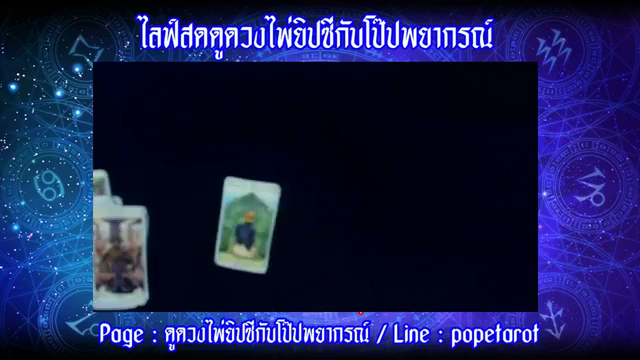 ไลฟ์สดดูดวงไพ่ยิปซีกับโป๊ปพยากรณ์
Page : ดูดวงไพ่ยิปซีกับโป๊ปพยากรณ์ / Line : popetarot